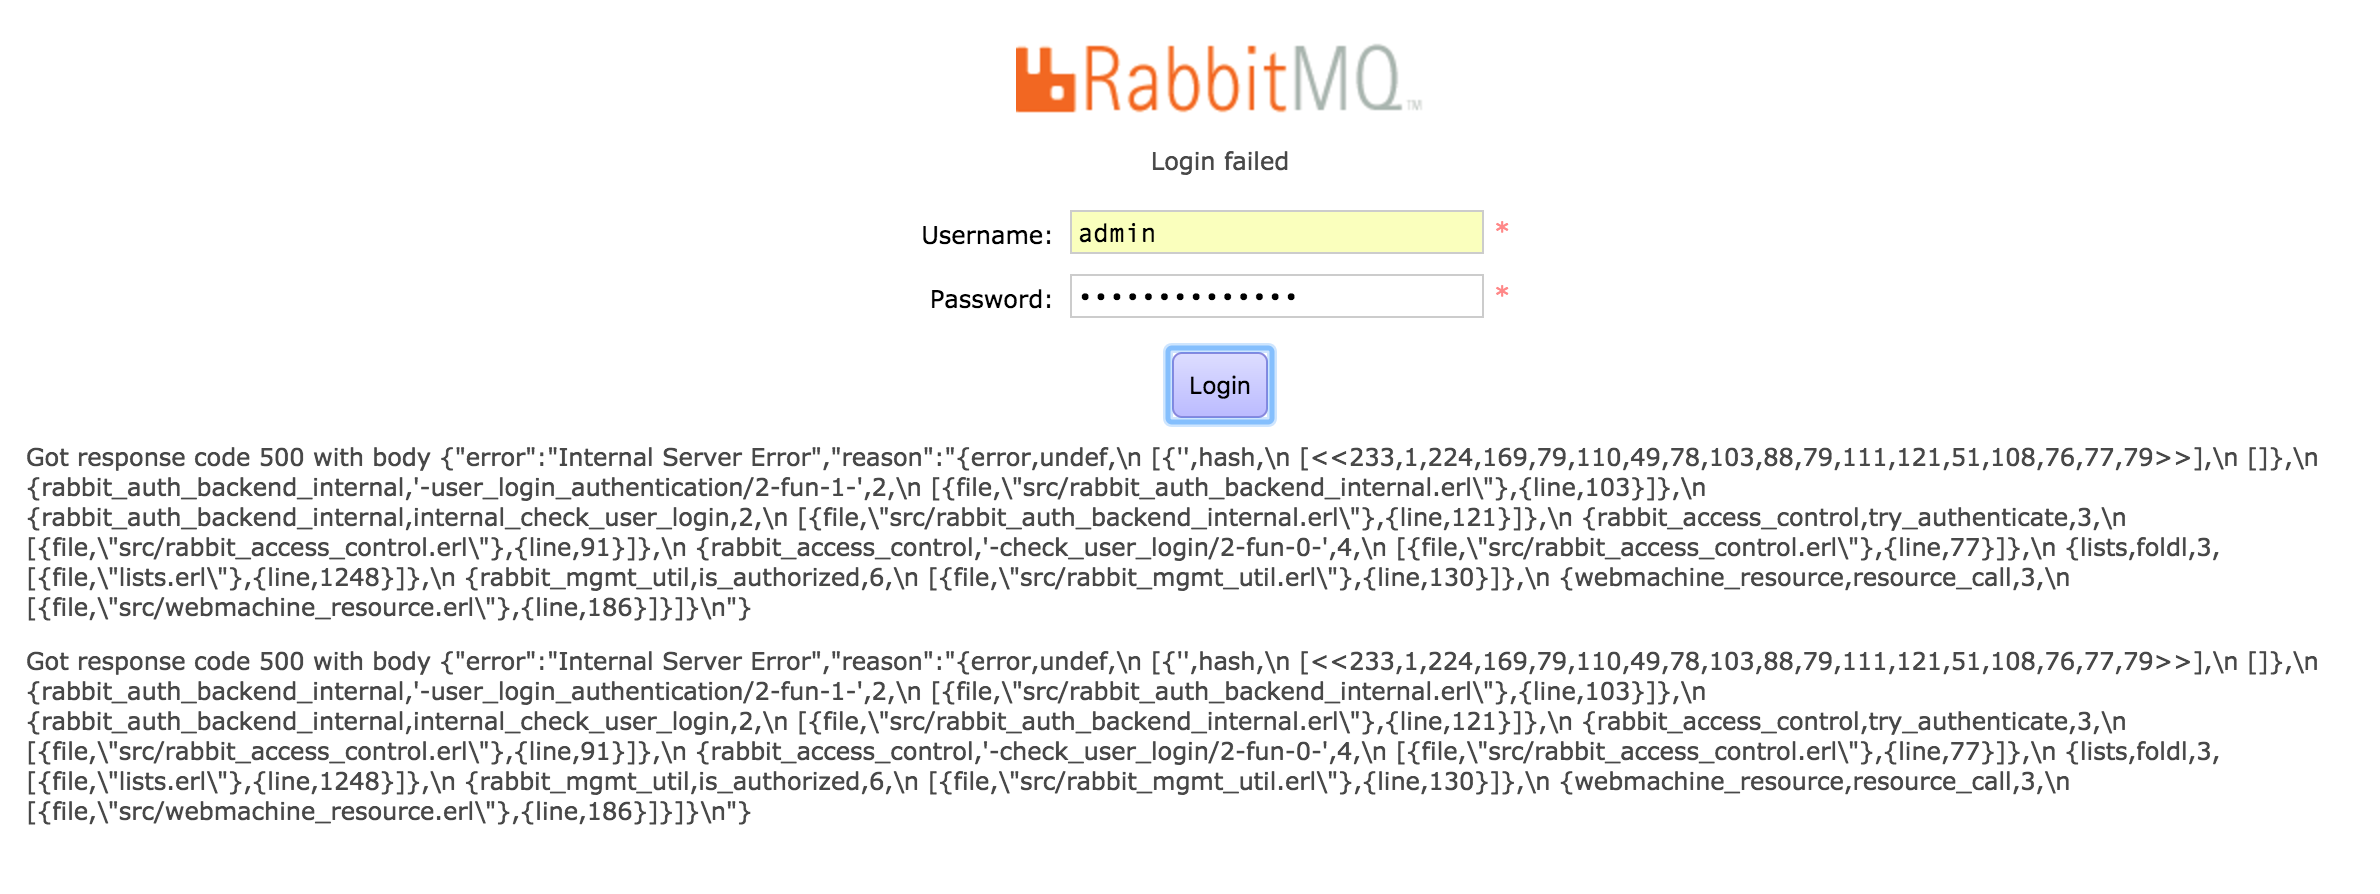 RabbitMQ™
Login failed
Username: admin *
Password: •••••••••••••• *
Login
Got response code 500 with body {"error":"Internal Server Error","reason":"{error,undef,\n [{'',hash,\n [<<233,1,224,169,79,110,49,78,103,88,79,111,121,51,108,76,77,79>>],\n []},\n
{rabbit_auth_backend_internal,'-user_login_authentication/2-fun-1-',2,\n [{file,\"src/rabbit_auth_backend_internal.erl\"},{line,103}]},\n
{rabbit_auth_backend_internal,internal_check_user_login,2,\n [{file,\"src/rabbit_auth_backend_internal.erl\"},{line,121}]},\n {rabbit_access_control,try_authenticate,3,\n
[{file,\"src/rabbit_access_control.erl\"},{line,91}]},\n {rabbit_access_control,'-check_user_login/2-fun-0-',4,\n [{file,\"src/rabbit_access_control.erl\"},{line,77}]},\n {lists,foldl,3,
[{file,\"lists.erl\"},{line,1248}]},\n {rabbit_mgmt_util,is_authorized,6,\n [{file,\"src/rabbit_mgmt_util.erl\"},{line,130}]},\n {webmachine_resource,resource_call,3,\n
[{file,\"src/webmachine_resource.erl\"},{line,186}]}]}\n"}
Got response code 500 with body {"error":"Internal Server Error","reason":"{error,undef,\n [{'',hash,\n [<<233,1,224,169,79,110,49,78,103,88,79,111,121,51,108,76,77,79>>],\n []},\n
{rabbit_auth_backend_internal,'-user_login_authentication/2-fun-1-',2,\n [{file,\"src/rabbit_auth_backend_internal.erl\"},{line,103}]},\n
{rabbit_auth_backend_internal,internal_check_user_login,2,\n [{file,\"src/rabbit_auth_backend_internal.erl\"},{line,121}]},\n {rabbit_access_control,try_authenticate,3,\n
[{file,\"src/rabbit_access_control.erl\"},{line,91}]},\n {rabbit_access_control,'-check_user_login/2-fun-0-',4,\n [{file,\"src/rabbit_access_control.erl\"},{line,77}]},\n {lists,foldl,3,
[{file,\"lists.erl\"},{line,1248}]},\n {rabbit_mgmt_util,is_authorized,6,\n [{file,\"src/rabbit_mgmt_util.erl\"},{line,130}]},\n {webmachine_resource,resource_call,3,\n
[{file,\"src/webmachine_resource.erl\"},{line,186}]}]}\n"}